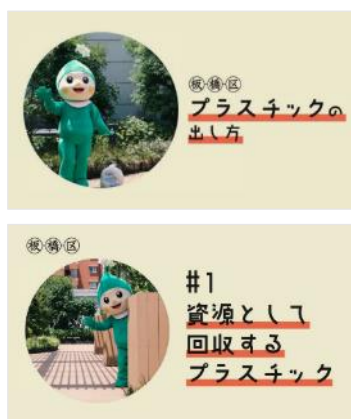 板橋区
プラスチックの
出し方
板橋区
#1
資源として
回収する
プラスチック